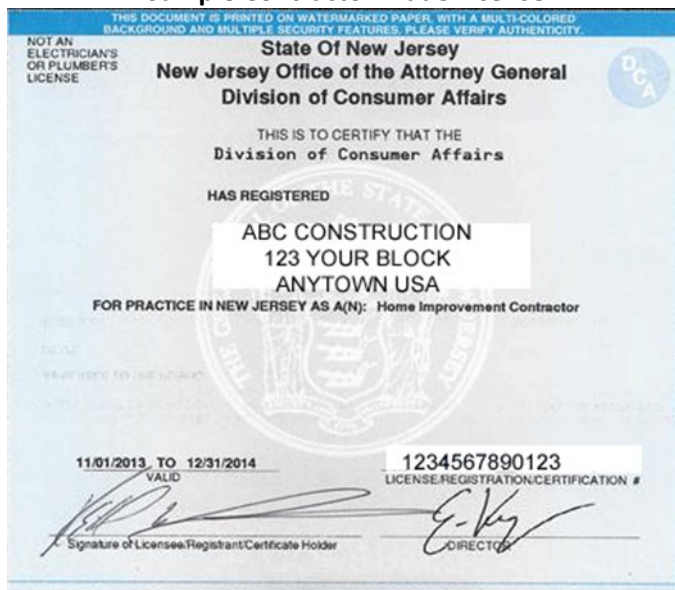 THIS DOCUMENT IS PRINTED ON WATERMARKED PAPER, WITH A MULTI-COLORED
BACKGROUND AND MULTIPLE SECURITY FEATURES. PLEASE VERIFY AUTHENTICITY.
NOT AN
ELECTRICIAN'S
OR PLUMBER'S
LICENSE
State Of New Jersey
New Jersey Office of the Attorney General
Division of Consumer Affairs
DCA
THIS IS TO CERTIFY THAT THE
Division of Consumer Affairs
HAS REGISTERED
ABC CONSTRUCTION
123 YOUR BLOCK
ANYTOWN USA
FOR PRACTICE IN NEW JERSEY AS A(N): Home Improvement Contractor
11/01/2013 TO 12/31/2014
VALID
1234567890123
LICENSE/REGISTRATION/CERTIFICATION #
Signature of Licensee/Registrant/Certificate Holder
DIRECTOR